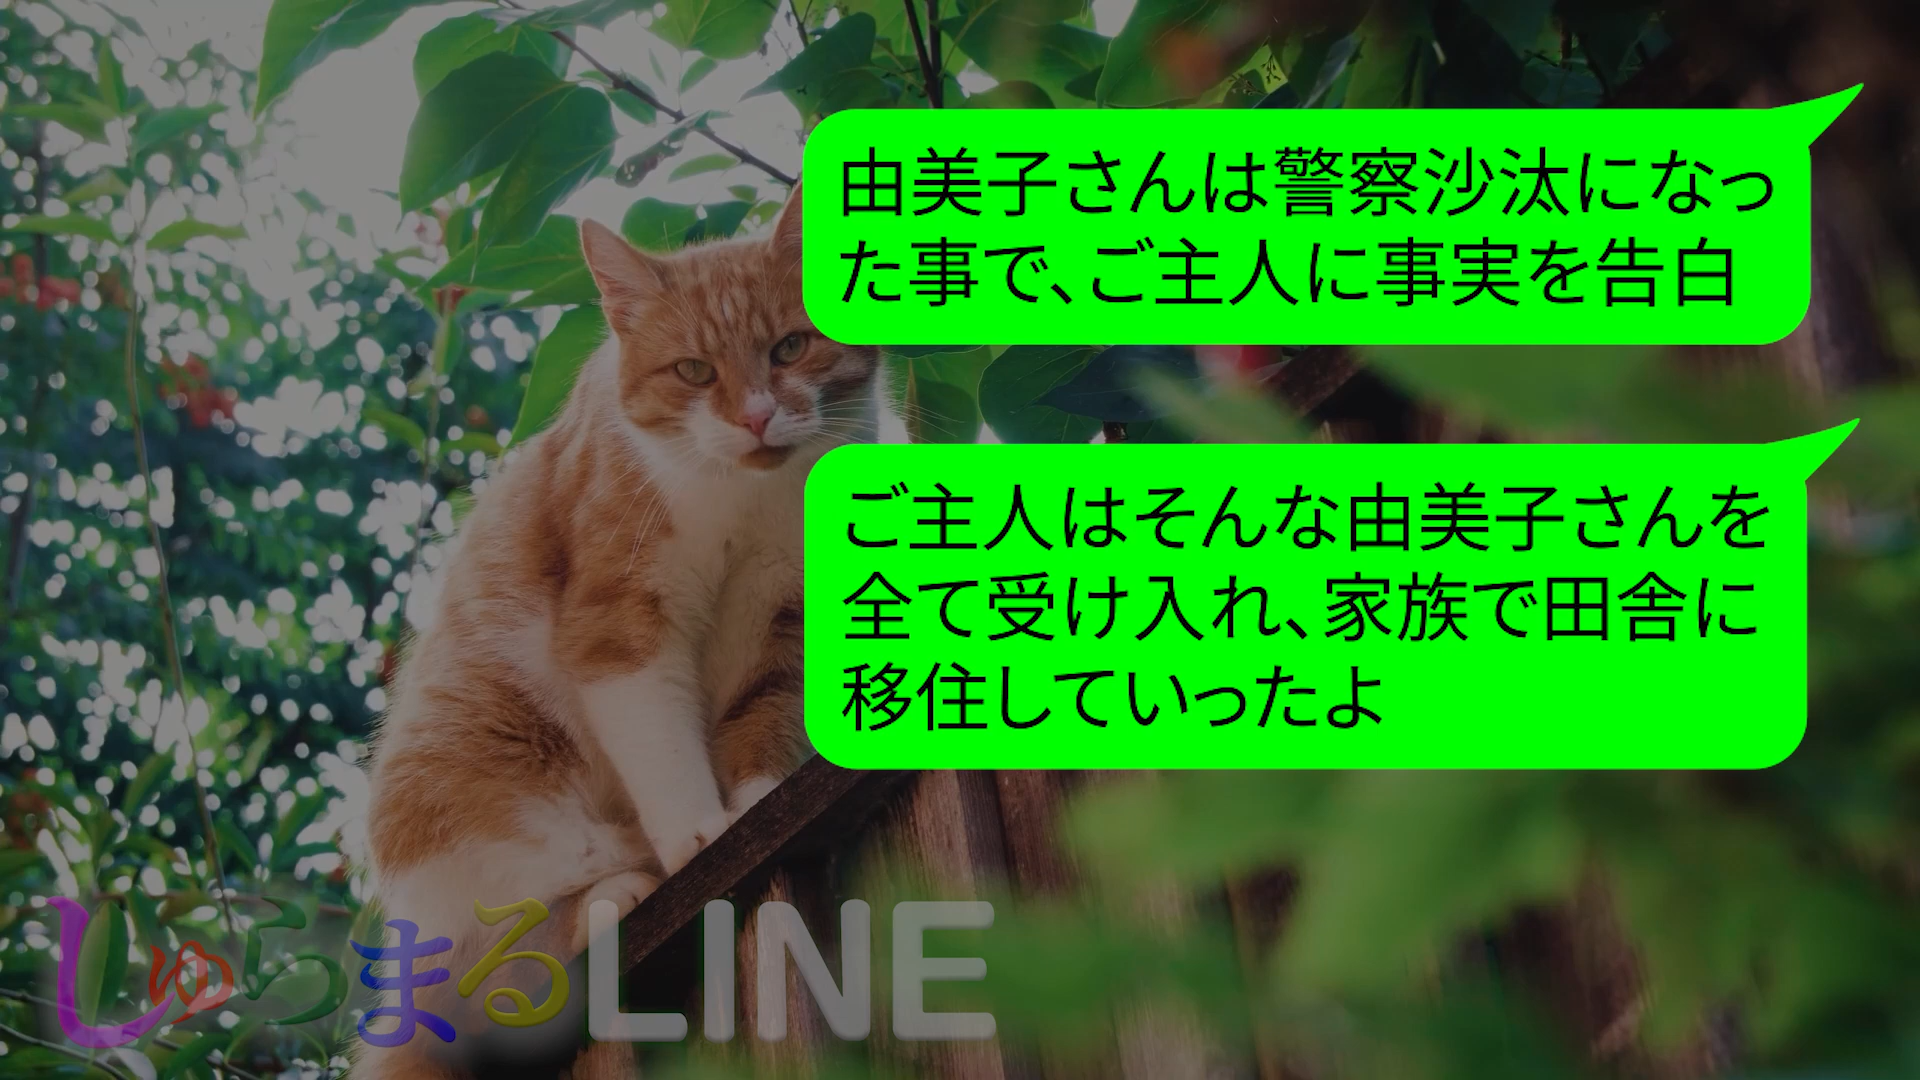 由美子さんは警察沙汰になっ
た事で、ご主人に事実を告白
ご主人はそんな由美子さんを
全て受け入れ、家族で田舎に
移住していったよ
しゅらまるLINE